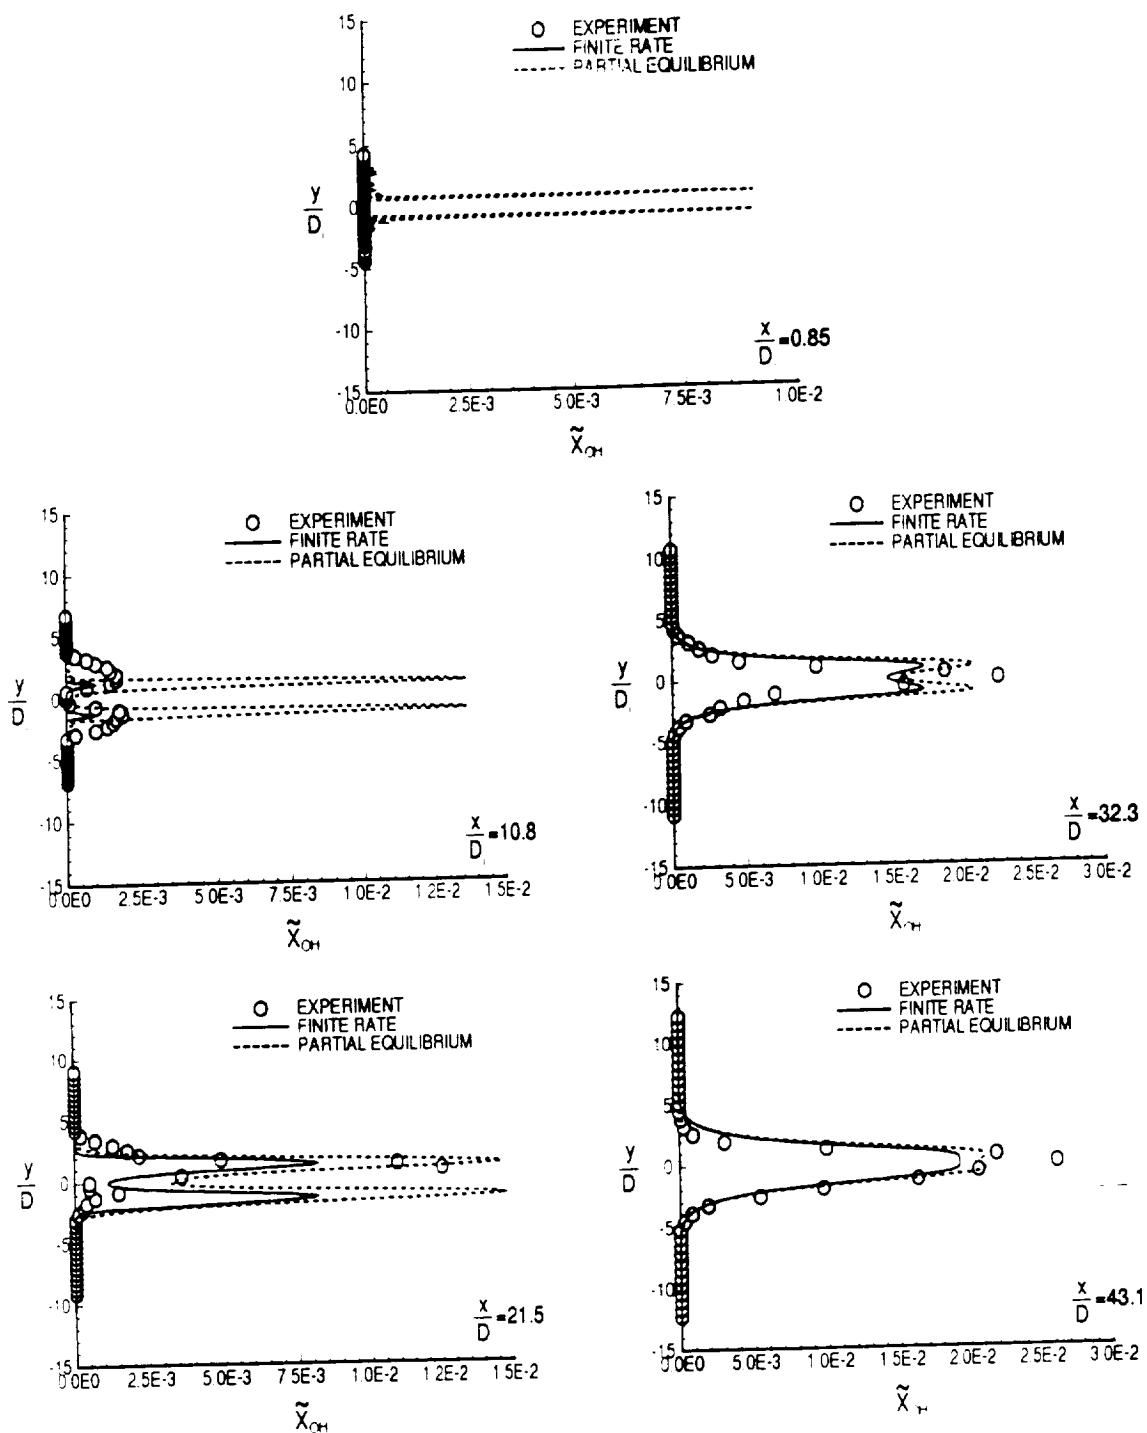 15
EXPERIMENT
FINITE RATE
PARTIAL EQUILIBRIUM
10
5
y
D
0
-5
-10
x
D =0.85
-15
0.0E0 2.5E-3 5.0E-3 7.5E-3 1.0E-2
X̃OH
15
EXPERIMENT
FINITE RATE
PARTIAL EQUILIBRIUM
10
5
y
D
0
-5
-10
x
D =10.8
-15
0.0E0 2.5E-3 5.0E-3 7.5E-3 1.0E-2 1.2E-2 1.5E-2
X̃OH
15
EXPERIMENT
FINITE RATE
PARTIAL EQUILIBRIUM
10
5
y
D
0
-5
-10
x
D =32.3
-15
0.0E0 5.0E-3 1.0E-2 1.5E-2 2.0E-2 2.5E-2 3.0E-2
X̃OH
15
EXPERIMENT
FINITE RATE
PARTIAL EQUILIBRIUM
10
5
y
D
0
-5
-10
x
D =21.5
-15
0.0E0 2.5E-3 5.0E-3 7.5E-3 1.0E-2 1.2E-2 1.5E-2
X̃OH
15
EXPERIMENT
FINITE RATE
PARTIAL EQUILIBRIUM
10
5
y
D
0
-5
-10
x
D =43.1
-15
0.0E0 5.0E-3 1.0E-2 1.5E-2 2.0E-2 2.5E-2 3.0E-2
X̃